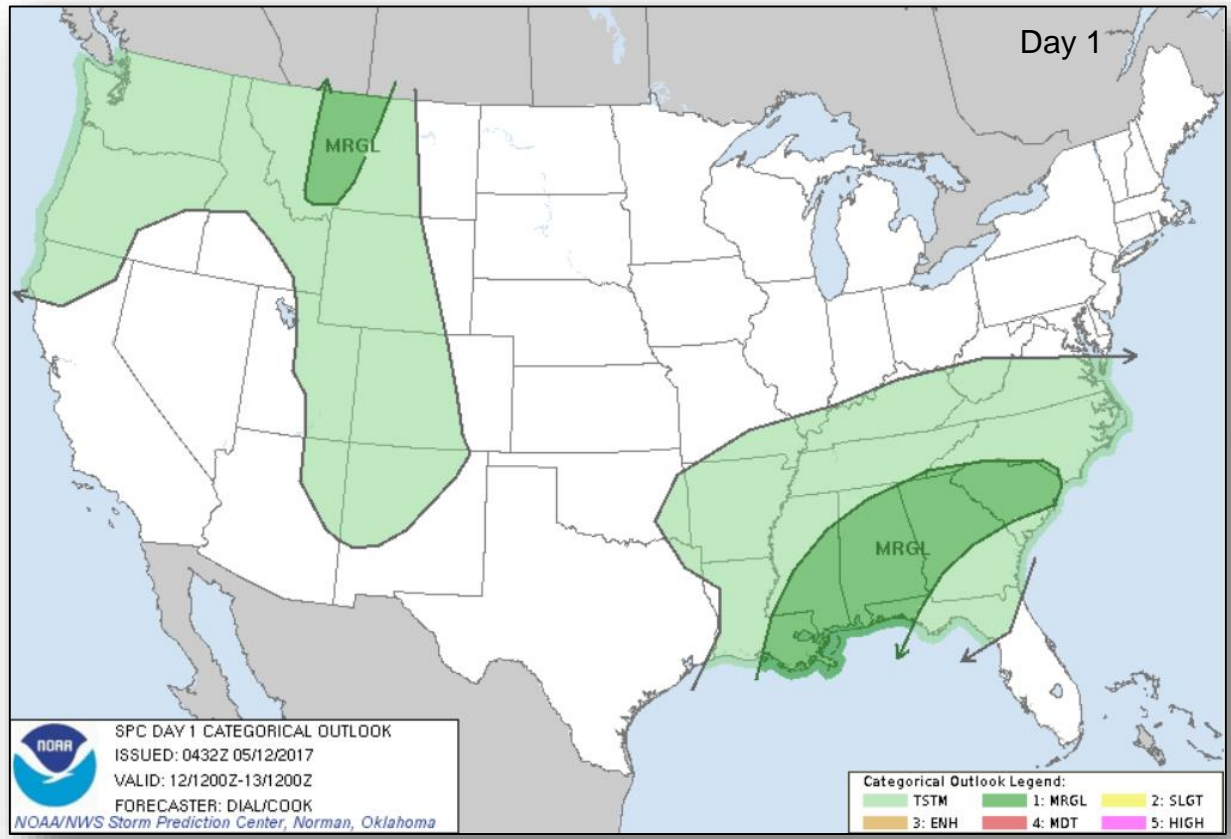 Day 1
MRGL
MRGL
SPC DAY 1 CATEGORICAL OUTLOOK
ISSUED: 0432Z 05/12/2017
VALID: 12/1200Z-13/1200Z
FORECASTER: DIAL/COOK
NOAA/NWS Storm Prediction Center, Norman, Oklahoma
NOAA
Categorical Outlook Legend:
TSTM 1: MRGL 2: SLGT
3: ENH 4: MDT 5: HIGH